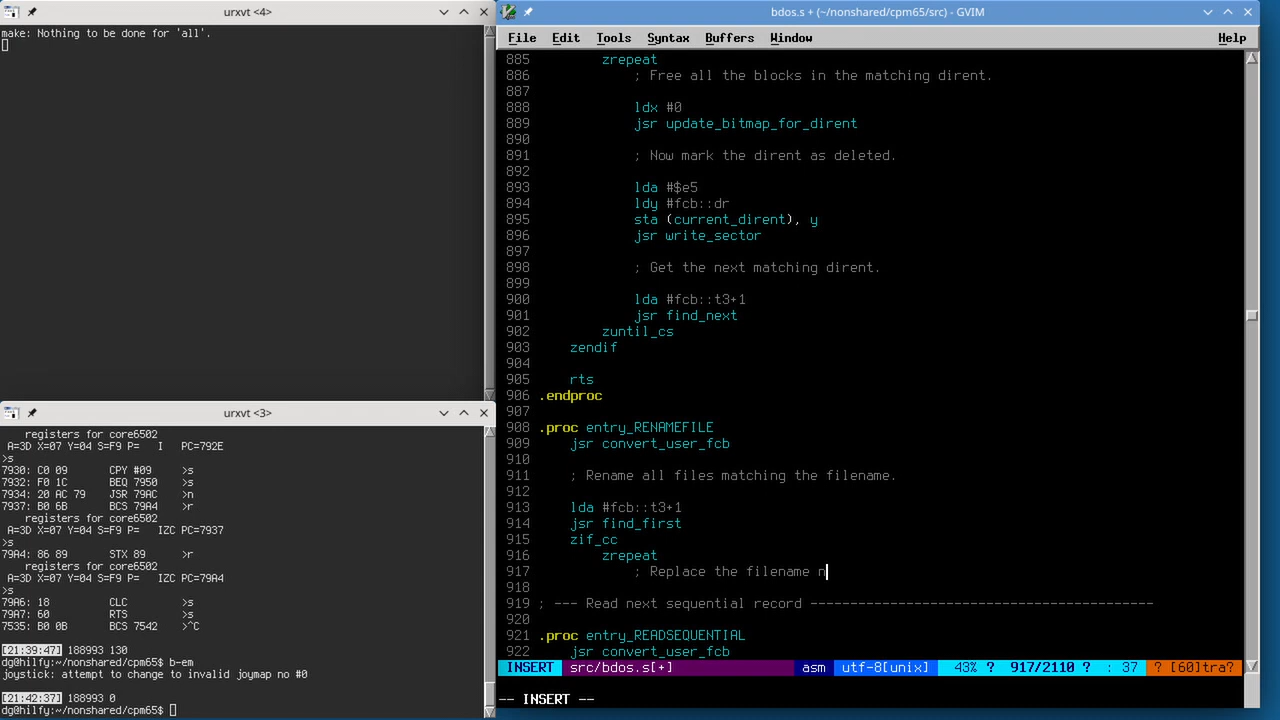 urxvt <4>
make: Nothing to be done for 'all'.
urxvt <3>
registers for core6502
A=3D X=07 Y=04 S=F9 P=   I   PC=792E
>s
7930: C0 09       CPY #09      >s
7932: F0 1C       BEQ 7950     >s
7934: 20 AC 79    JSR 79AC     >n
7937: B0 6B       BCS 79A4     >r
registers for core6502
A=3D X=07 Y=04 S=F9 P=   IZC PC=7937
>s
79A4: 86 89       STX 89       >r
registers for core6502
A=3D X=07 Y=04 S=F9 P=   IZC PC=79A4
>s
79A6: 18          CLC          >s
79A7: 60          RTS          >s
7535: B0 0B       BCS 7542     >^C
[21:39:47] 188993 130
dg@hilfy:~/nonshared/cpm65$ b-em
joystick: attempt to change to invalid joymap no #0
[21:42:37] 188993 0
dg@hilfy:~/nonshared/cpm65$
bdos.s + (~/nonshared/cpm65/src) - GVIM
File Edit Tools Syntax Buffers Window Help
885         zrepeat
886             ; Free all the blocks in the matching dirent.
887
888             ldx #0
889             jsr update_bitmap_for_dirent
890
891             ; Now mark the dirent as deleted.
892
893             lda #$e5
894             ldy #fcb::dr
895             sta (current_dirent), y
896             jsr write_sector
897
898             ; Get the next matching dirent.
899
900             lda #fcb::t3+1
901             jsr find_next
902         zuntil_cs
903     zendif
904
905     rts
906 .endproc
907
908 .proc entry_RENAMEFILE
909     jsr convert_user_fcb
910
911     ; Rename all files matching the filename.
912
913     lda #fcb::t3+1
914     jsr find_first
915     zif_cc
916         zrepeat
917             ; Replace the filename n
918
919 ; --- Read next sequential record -------------------------------------------
920
921 .proc entry_READSEQUENTIAL
922     jsr convert_user_fcb
INSERT src/bdos.s[+] asm utf-8[unix] 43% ? 917/2110 ? : 37 ? [60]tra?
-- INSERT --